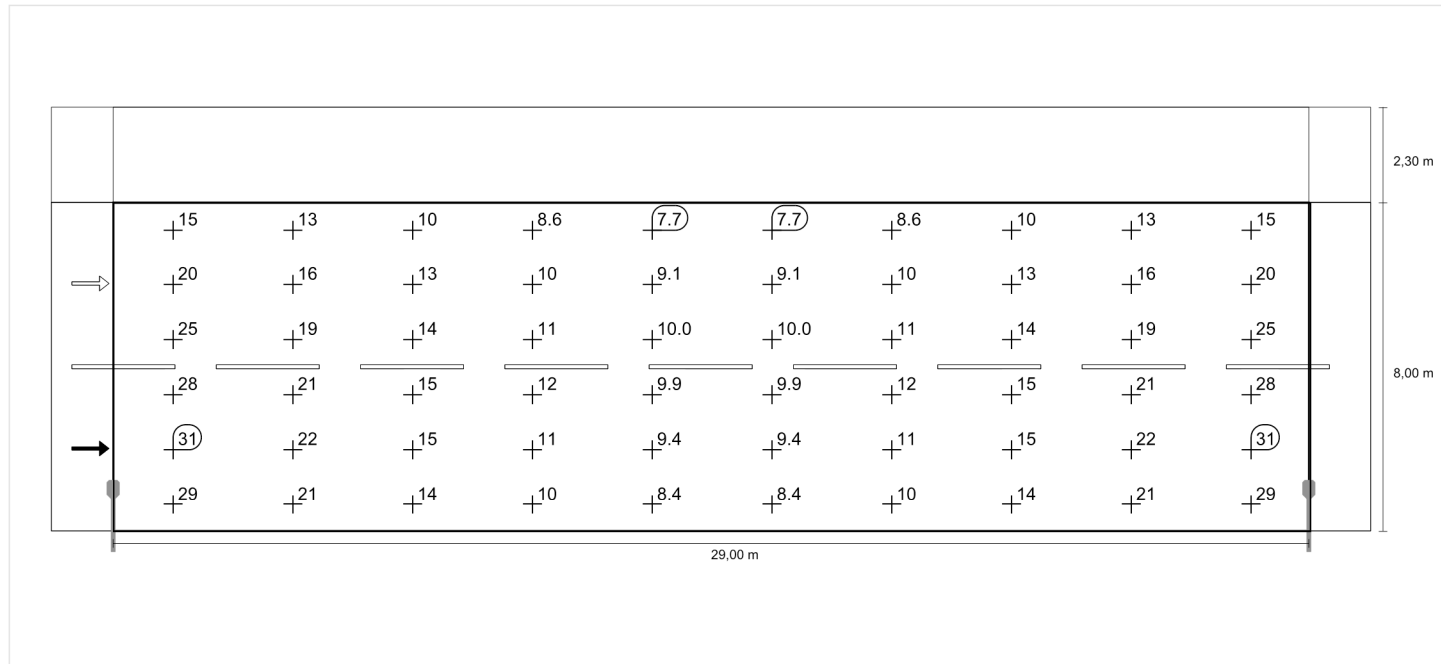 2,30 m
15 13 10 8.6 7.7 7.7 8.6 10 13 15
20 16 13 10 9.1 9.1 10 13 16 20
25 19 14 11 10.0 10.0 11 14 19 25
8,00 m
28 21 15 12 9.9 9.9 12 15 21 28
31 22 15 11 9.4 9.4 11 15 22 31
29 21 14 10 8.4 8.4 10 14 21 29
29,00 m